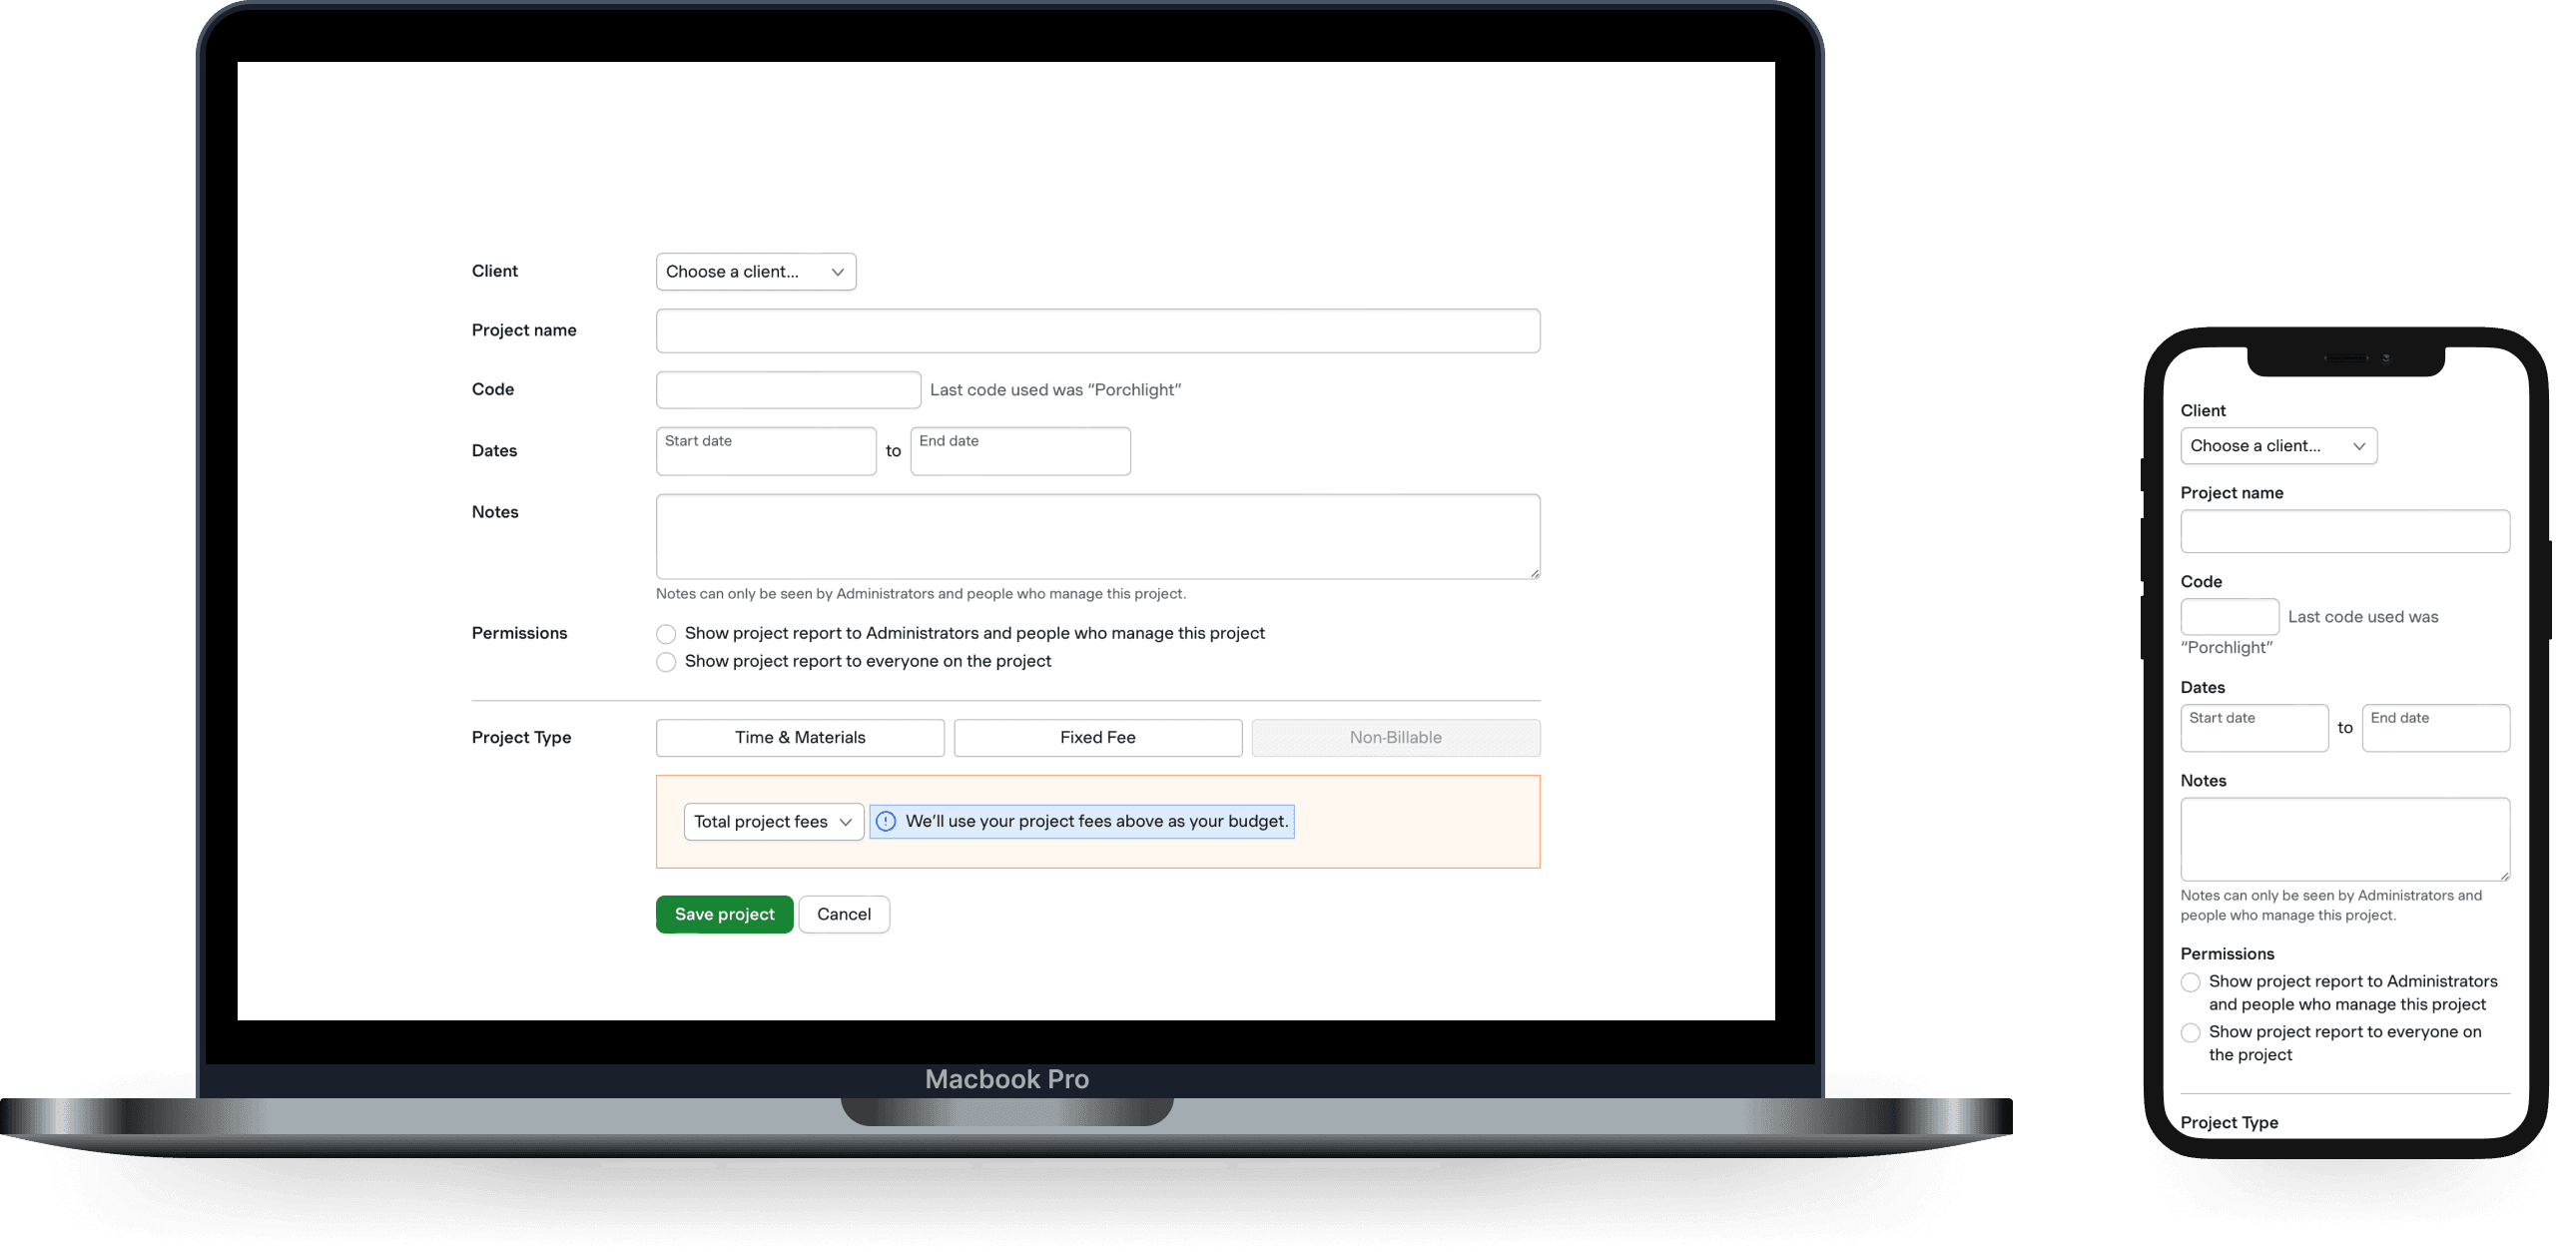 Client
Choose a client...
Project name
Code
Last code used was “Porchlight”
Dates
Start date
to
End date
Notes
Notes can only be seen by Administrators and people who manage this project.
Permissions
Show project report to Administrators and people who manage this project
Show project report to everyone on the project
Project Type
Time & Materials
Fixed Fee
Non-Billable
Total project fees
We’ll use your project fees above as your budget.
Save project
Cancel
Macbook Pro
Client
Choose a client...
Project name
Code
Last code used was
“Porchlight”
Dates
Start date
to
End date
Notes
Notes can only be seen by Administrators and
people who manage this project.
Permissions
Show project report to Administrators
and people who manage this project
Show project report to everyone on
the project
Project Type